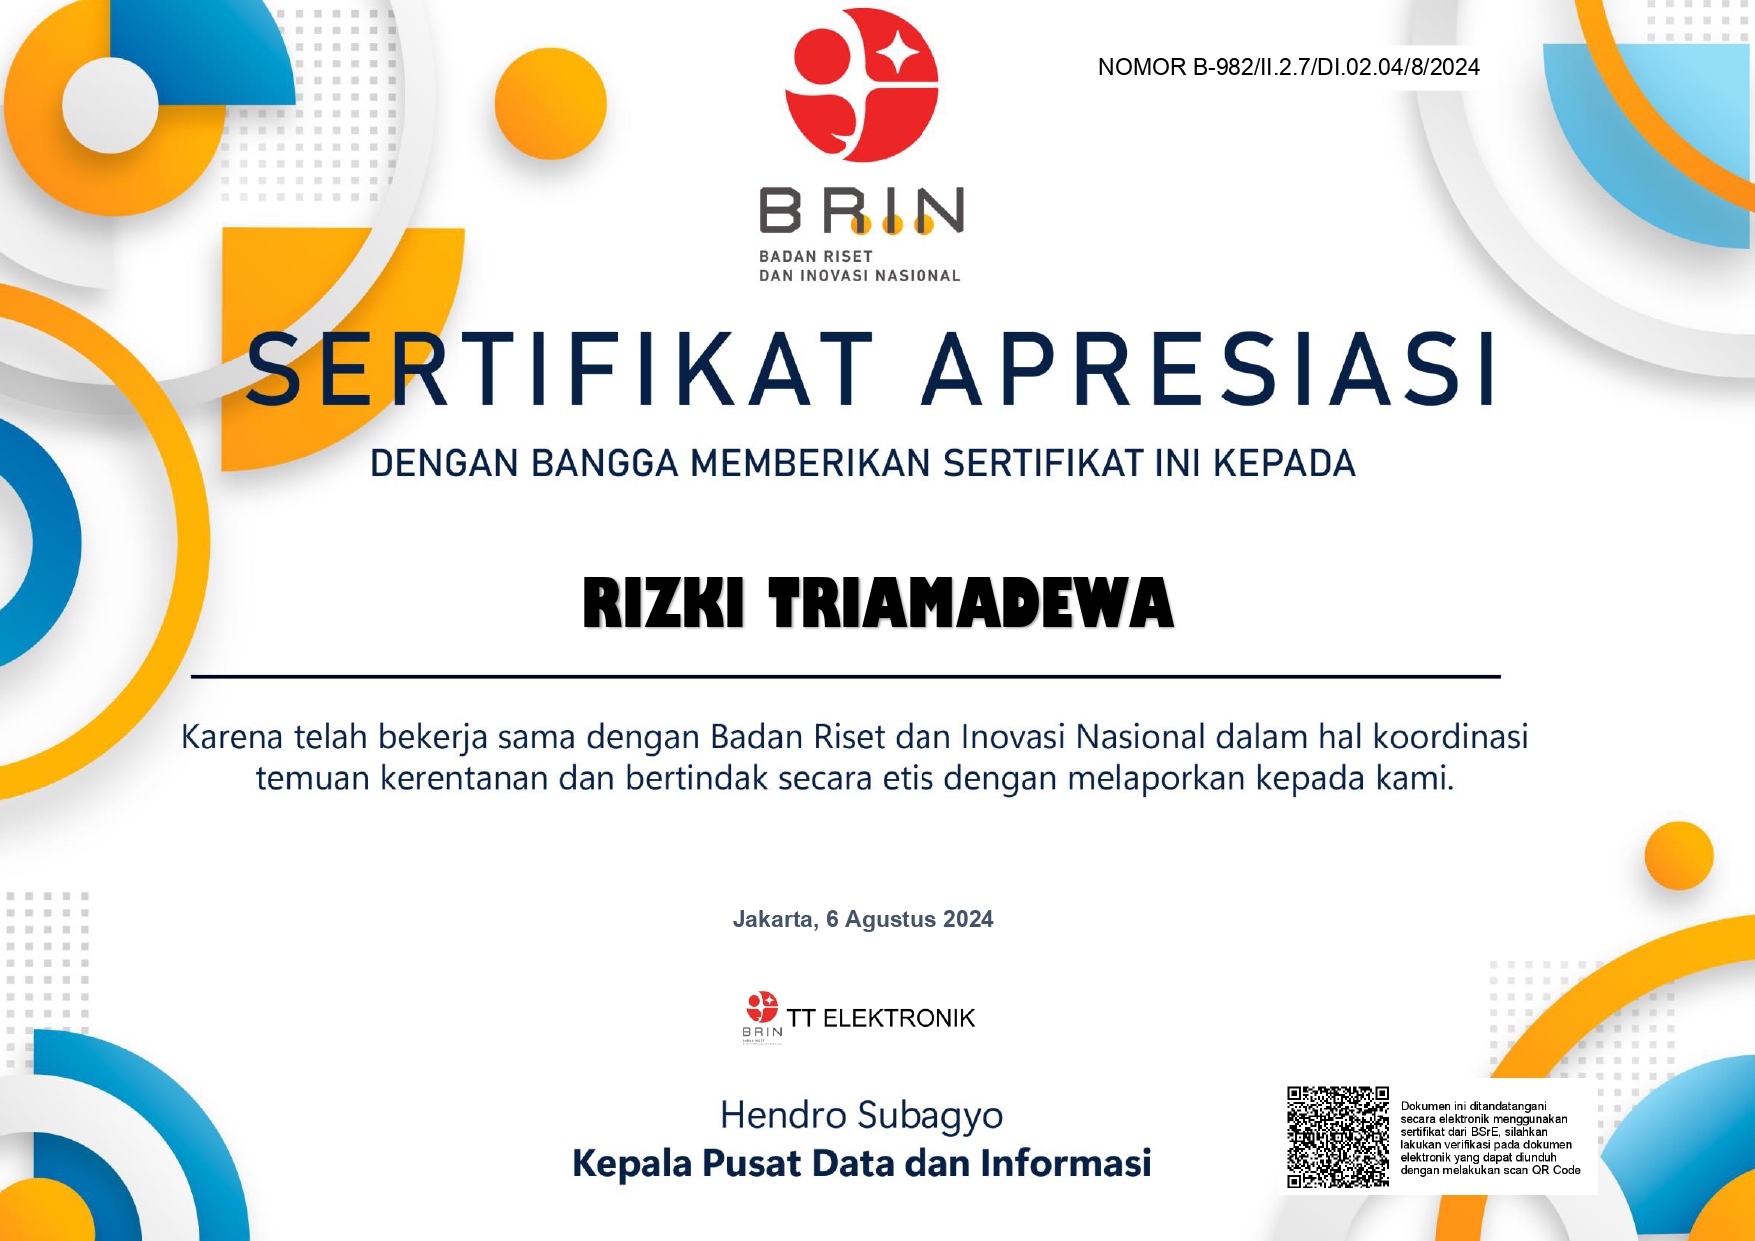 NOMOR B-982/II.2.7/DI.02.04/8/2024
BRIN
BADAN RISET
DAN INOVASI NASIONAL
SERTIFIKAT APRESIASI
DENGAN BANGGA MEMBERIKAN SERTIFIKAT INI KEPADA
RIZKI TRIAMADEWA
Karena telah bekerja sama dengan Badan Riset dan Inovasi Nasional dalam hal koordinasi
temuan kerentanan dan bertindak secara etis dengan melaporkan kepada kami.
Jakarta, 6 Agustus 2024
BRIN
TT ELEKTRONIK
Hendro Subagyo
Kepala Pusat Data dan Informasi
Dokumen ini ditandatangani
secara elektronik menggunakan
sertifikat dari BSrE, silahkan
lakukan verifikasi pada dokumen
elektronik yang dapat diunduh
dengan melakukan scan QR Code